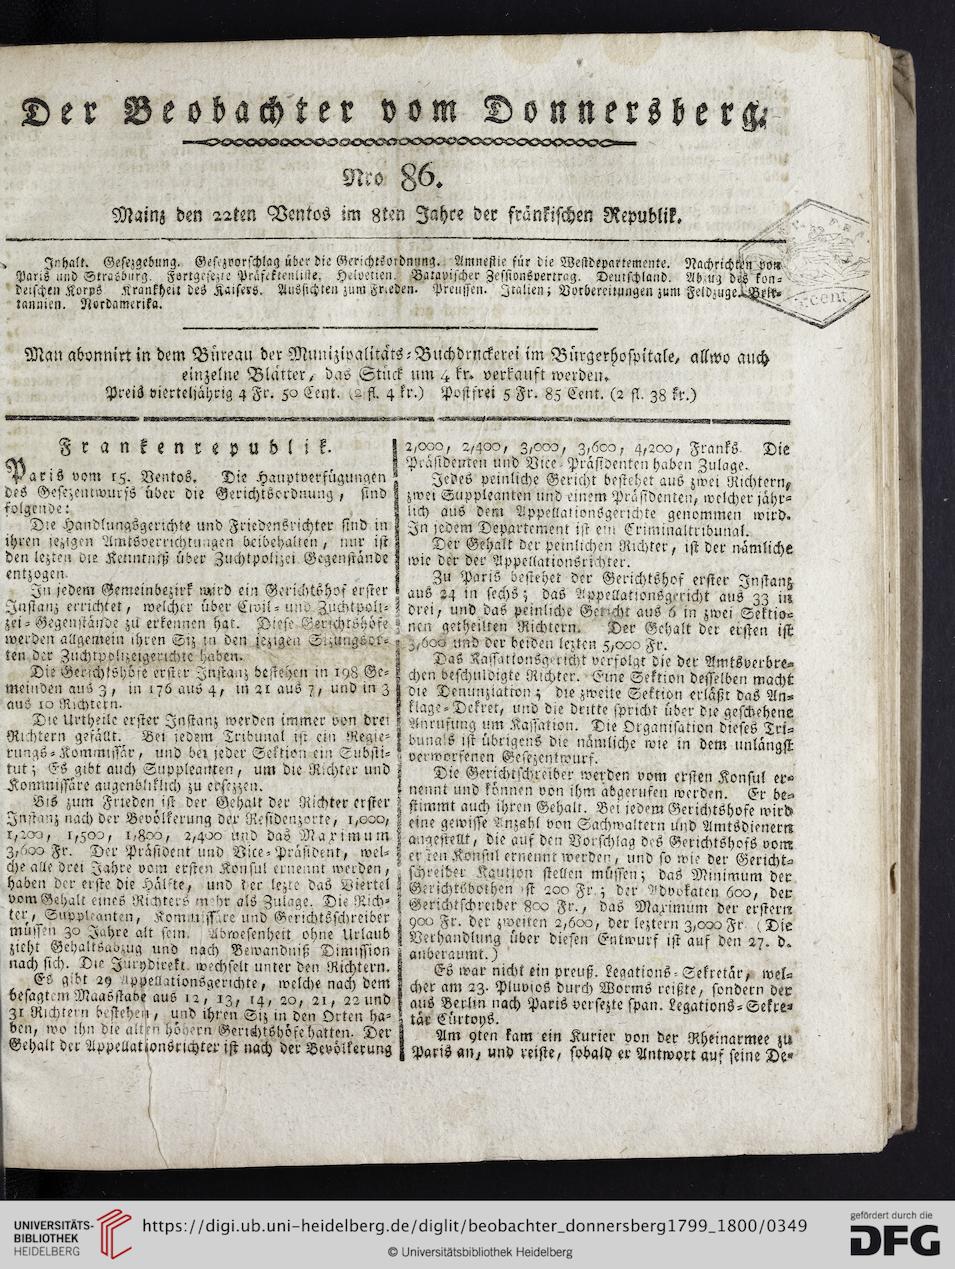 Der Beobachter vom Donnersberg.
Nro 86.
Mainz den 22ten Ventos im 8ten Jahre der fränkischen Republik.
Inhalt. Gesezgebung. Gesezvorschlag über die Gerichtsordnung. Amnestie für die Westdepartemente. Nachrichten von
Paris und Strasburg. Fortgesezte Präfektenliste. Helvetien. Batavischer Zessionsvertrag. Deutschland. Abzug des kon-
deischen Korps Krankheit des Kaisers. Aussichten zum Frieden. Preussen. Italien; Vorbereitungen zum Feldzuge. Brit-
tannien. Nordamerika.
cent
Man abonnirt in dem Büreau der Munizipalitäts-Buchdruckerei im Bürgerhospitale, allwo auch
einzelne Blätter, das Stück um 4 kr. verkauft werden.
Preis vierteljährig 4 Fr. 50 Cent. (2 fl. 4 kr.) Postfrei 5 Fr. 85 Cent. (2 fl. 38 kr.)
Frankenrepublik.
Paris vom 15. Ventos. Die Hauptverfügungen
des Gesezentwurfs über die Gerichtsordnung, sind
folgende:
Die Handlungsgerichte und Friedensrichter sind in
ihren jezigen Amtsverrichtungen beibehalten, nur ist
den lezten die Kenntniß über Zuchtpolizei Gegenstände
entzogen.
In jedem Gemeinbezirk wird ein Gerichtshof erster
Instanz errichtet, welcher über Civil- und Zuchtpoli-
zei-Gegenstände zu erkennen hat. Diese Gerichtshöfe
werden allgemein ihren Siz in den jezigen Sizungsor-
ten der Zuchtpolizeigerichte haben.
Die Gerichtshöfe erster Instanz bestehen in 198 Ge-
meinden aus 3, in 176 aus 4, in 21 aus 7, und in 3
aus 10 Richtern.
Die Urtheile erster Instanz werden immer von drei
Richtern gefällt. Bei jedem Tribunal ist ein Regie-
rungs-Kommissär, und bei jeder Sektion ein Substi-
tut; Es gibt auch Suppleanten, um die Richter und
Kommissäre augenbliklich zu ersezzen.
Bis zum Frieden ist der Gehalt der Richter erster
Instanz nach der Bevölkerung der Residenzorte, 1,000,
1,200, 1,500, 1,800, 2,400 und das Maximum
3,600 Fr. Der Präsident und Vice-Präsident, wel-
che alle drei Jahre vom ersten Konsul ernennt werden,
haben der erste die Hälfte, und der lezte das Viertel
vom Gehalt eines Richters mehr als Zulage. Die Rich-
ter, Suppleanten, Kommissäre und Gerichtschreiber
müssen 30 Jahre alt sein. Abwesenheit ohne Urlaub
zieht Gehaltsabzug und nach Bewandniß Dimission
nach sich. Die Jurydirekt. wechselt unter den Richtern.
Es gibt 29 Appellationsgerichte, welche nach dem
besagtem Maasstabe aus 12, 13, 14, 20, 21, 22 und
31 Richtern bestehen, und ihren Siz in den Orten ha-
ben, wo ihn die alten höhern Gerichtshöfe hatten. Der
Gehalt der Appellationsrichter ist nach der Bevölkerung
2,000, 2,400, 3,000, 3,600, 4,200, Franks. Die
Präsidenten und Vice-Präsidenten haben Zulage.
Jedes peinliche Gericht bestehet aus zwei Richtern,
zwei Suppleanten und einem Präsidenten, welcher jähr-
lich aus dem Appellationsgerichte genommen wird.
In jedem Departement ist ein Criminaltribunal.
Der Gehalt der peinlichen Richter, ist der nämliche
wie der der Appellationsrichter.
Zu Paris bestehet der Gerichtshof erster Instanz
aus 24 in sechs; das Appellationsgericht aus 33 in
drei, und das peinliche Gericht aus 6 in zwei Sektio-
nen getheilten Richtern. Der Gehalt der ersten ist
3,600 und der beiden lezten 5,000 Fr.
Das Kassationsgericht verfolgt die der Amtsverbre-
chen beschuldigte Richter. Eine Sektion desselben macht
die Denunziation; die zweite Sektion erläßt das An-
klage-Dekret, und die dritte spricht über die geschehene
Anrufung um Kassation. Die Organisation dieses Tri-
bunals ist übrigens die nämliche wie in dem unlängst
verworfenen Gesezentwurf.
Die Gerichtschreiber werden vom ersten Konsul er-
nennt und können von ihm abgerufen werden. Er be-
stimmt auch ihren Gehalt. Bei jedem Gerichtshofe wird
eine gewisse Anzahl von Sachwaltern und Amtsdienern
angestellt, die auf den Vorschlag des Gerichtshofs vom
ersten Konsul ernennt werden, und so wie der Gericht-
schreiber Kaution stellen müssen; das Minimum der
Gerichtsbothen ist 200 Fr.; der Advokaten 600, der
Gerichtschreiber 800 Fr., das Maximum der erstern
900 Fr. der zweiten 2,600, der leztern 3,000 Fr (Die
Verhandlung über diesen Entwurf ist auf den 27. d.
anberaumt.)
Es war nicht ein preuß. Legations-Sekretär, wel-
cher am 23. Pluvios durch Worms reißte, sondern der
aus Berlin nach Paris versezte span. Legations-Sekre-
tär Cürtoys.
Am 9ten kam ein Kurier von der Rheinarmee zu
Paris an, und reiste, sobald er Antwort auf seine De-
UNIVERSITÄTS-
BIBLIOTHEK
HEIDELBERG
https://digi.ub.uni-heidelberg.de/diglit/beobachter_donnersberg1799_1800/0349
© Universitätsbibliothek Heidelberg
gefördert durch die
DFG